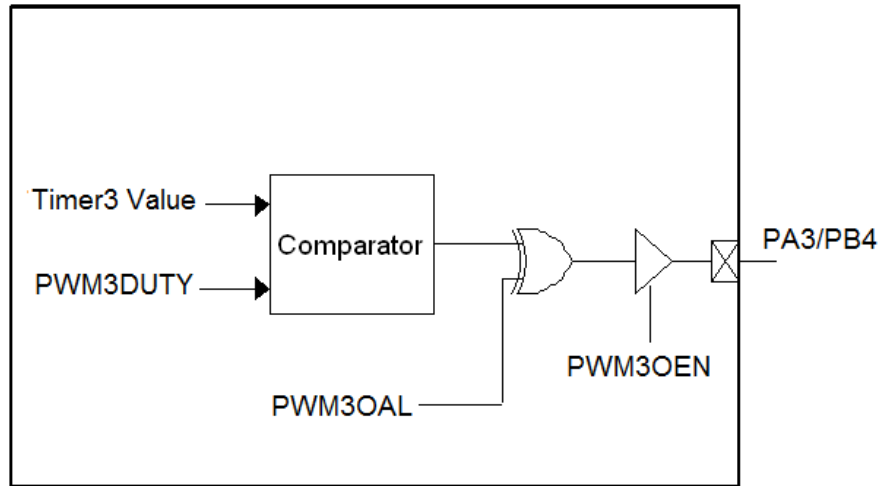 Timer3 Value
Comparator
PWM3DUTY
PA3/PB4
PWM3OEN
PWM3OAL